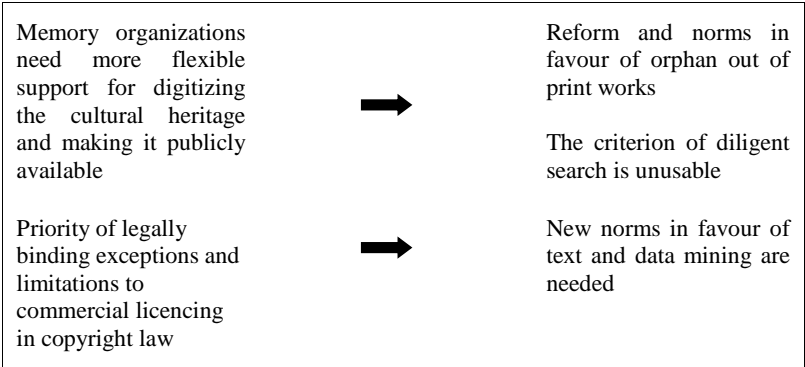 Memory organizations
need more flexible
support for digitizing
the cultural heritage
and making it publicly
available
Reform and norms in
favour of orphan out of
print works
The criterion of diligent
search is unusable
Priority of legally
binding exceptions and
limitations to
commercial licencing
in copyright law
New norms in favour of
text and data mining are
needed